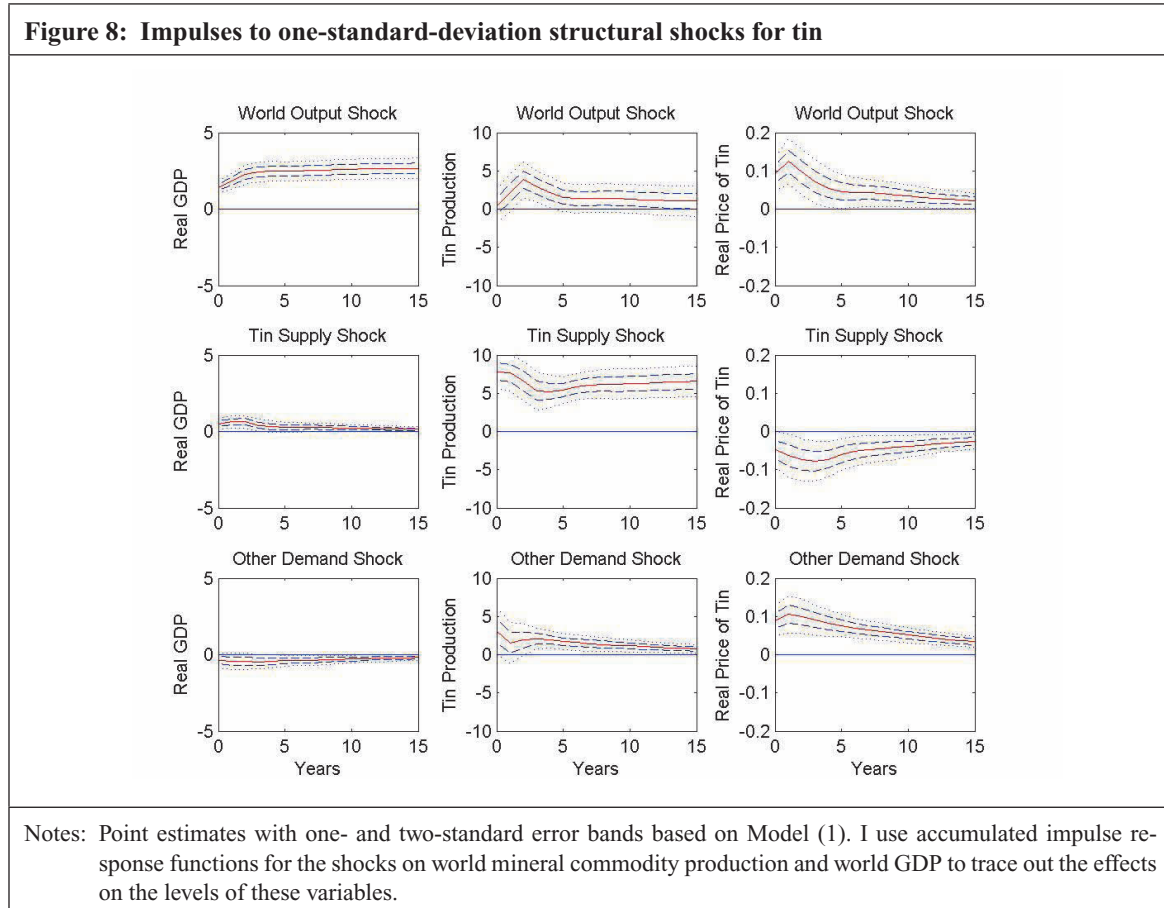 Figure 8: Impulses to one-standard-deviation structural shocks for tin
World Output Shock
World Output Shock
World Output Shock
Real GDP
5
0
-5
0 5 10 15
Tin Production
10
5
0
-5
-10
0 5 10 15
Real Price of Tin
0.2
0.1
0
-0.1
-0.2
0 5 10 15
Tin Supply Shock
Tin Supply Shock
Tin Supply Shock
Real GDP
5
0
-5
0 5 10 15
Tin Production
10
5
0
-5
-10
0 5 10 15
Real Price of Tin
0.2
0.1
0
-0.1
-0.2
0 5 10 15
Other Demand Shock
Other Demand Shock
Other Demand Shock
Real GDP
5
0
-5
0 5 10 15
Years
Tin Production
10
5
0
-5
-10
0 5 10 15
Years
Real Price of Tin
0.2
0.1
0
-0.1
-0.2
0 5 10 15
Years
Notes: Point estimates with one- and two-standard error bands based on Model (1). I use accumulated impulse re-
sponse functions for the shocks on world mineral commodity production and world GDP to trace out the effects
on the levels of these variables.